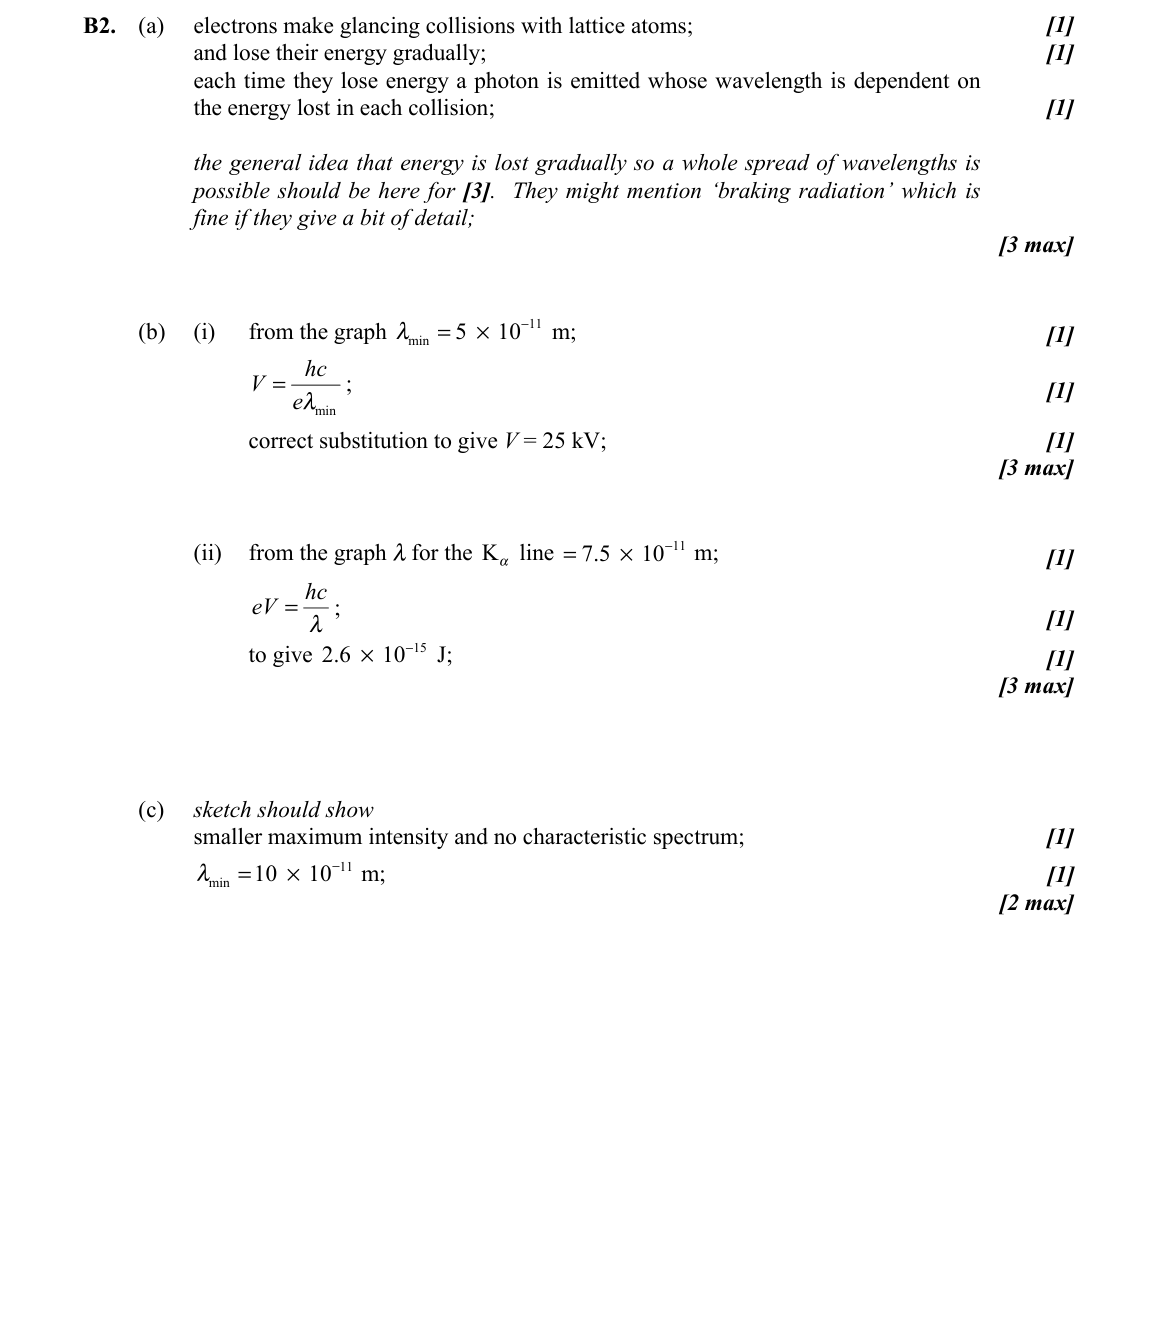 B2. (a) electrons make glancing collisions with lattice atoms; [1]
and lose their energy gradually; [1]
each time they lose energy a photon is emitted whose wavelength is dependent on
the energy lost in each collision; [1]
the general idea that energy is lost gradually so a whole spread of wavelengths is
possible should be here for [3]. They might mention ‘braking radiation’ which is
fine if they give a bit of detail;
[3 max]
(b) (i) from the graph λ_min = 5 × 10⁻¹¹ m; [1]
V = hc / eλ_min ; [1]
correct substitution to give V = 25 kV; [1]
[3 max]
(ii) from the graph λ for the K_α line = 7.5 × 10⁻¹¹ m; [1]
eV = hc / λ ; [1]
to give 2.6 × 10⁻¹⁵ J; [1]
[3 max]
(c) sketch should show
smaller maximum intensity and no characteristic spectrum; [1]
λ_min = 10 × 10⁻¹¹ m; [1]
[2 max]